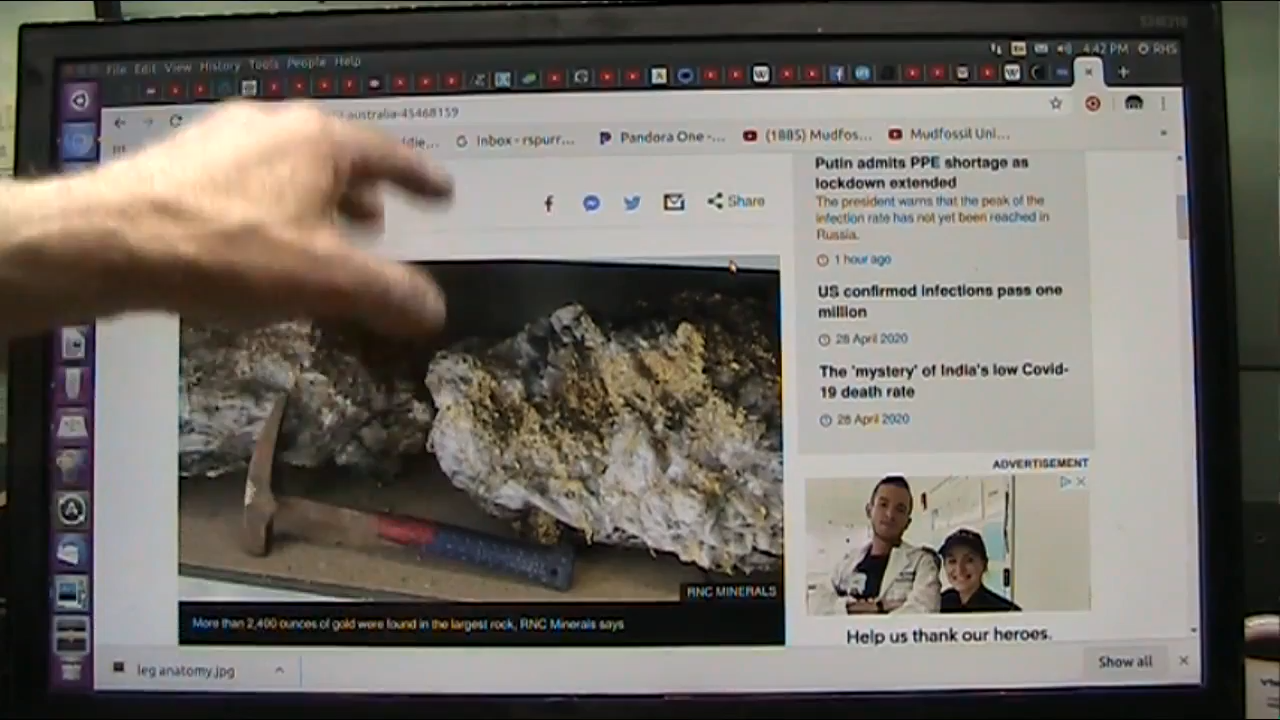 File Edit View History Tools People Help
4:42 PM RHS
australia-45468159
Inbox - rspurr...
Pandora One -...
(1885) Mudfos...
Mudfossil Uni...
Share
Putin admits PPE shortage as
lockdown extended
The president warns that the peak of the
infection rate has not yet been reached in
Russia.
1 hour ago
US confirmed infections pass one
million
28 April 2020
The 'mystery' of India's low Covid-
19 death rate
28 April 2020
ADVERTISEMENT
RNC MINERALS
More than 2,400 ounces of gold were found in the largest rock, RNC Minerals says
Help us thank our heroes.
leg anatomy.jpg
Show all